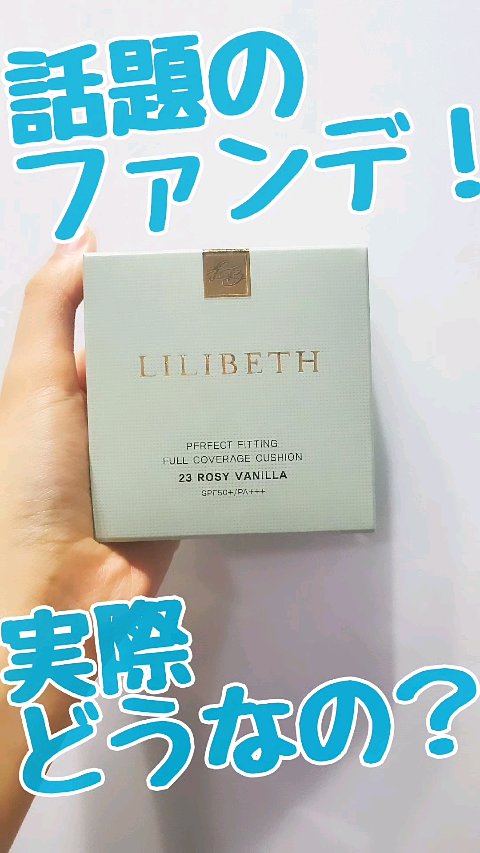 話題の
ファンデ！
LILIBETH
PERFECT FITTING
FULL COVERAGE CUSHION
23 ROSY VANILLA
SPF50+/PA+++
実際
どうなの？